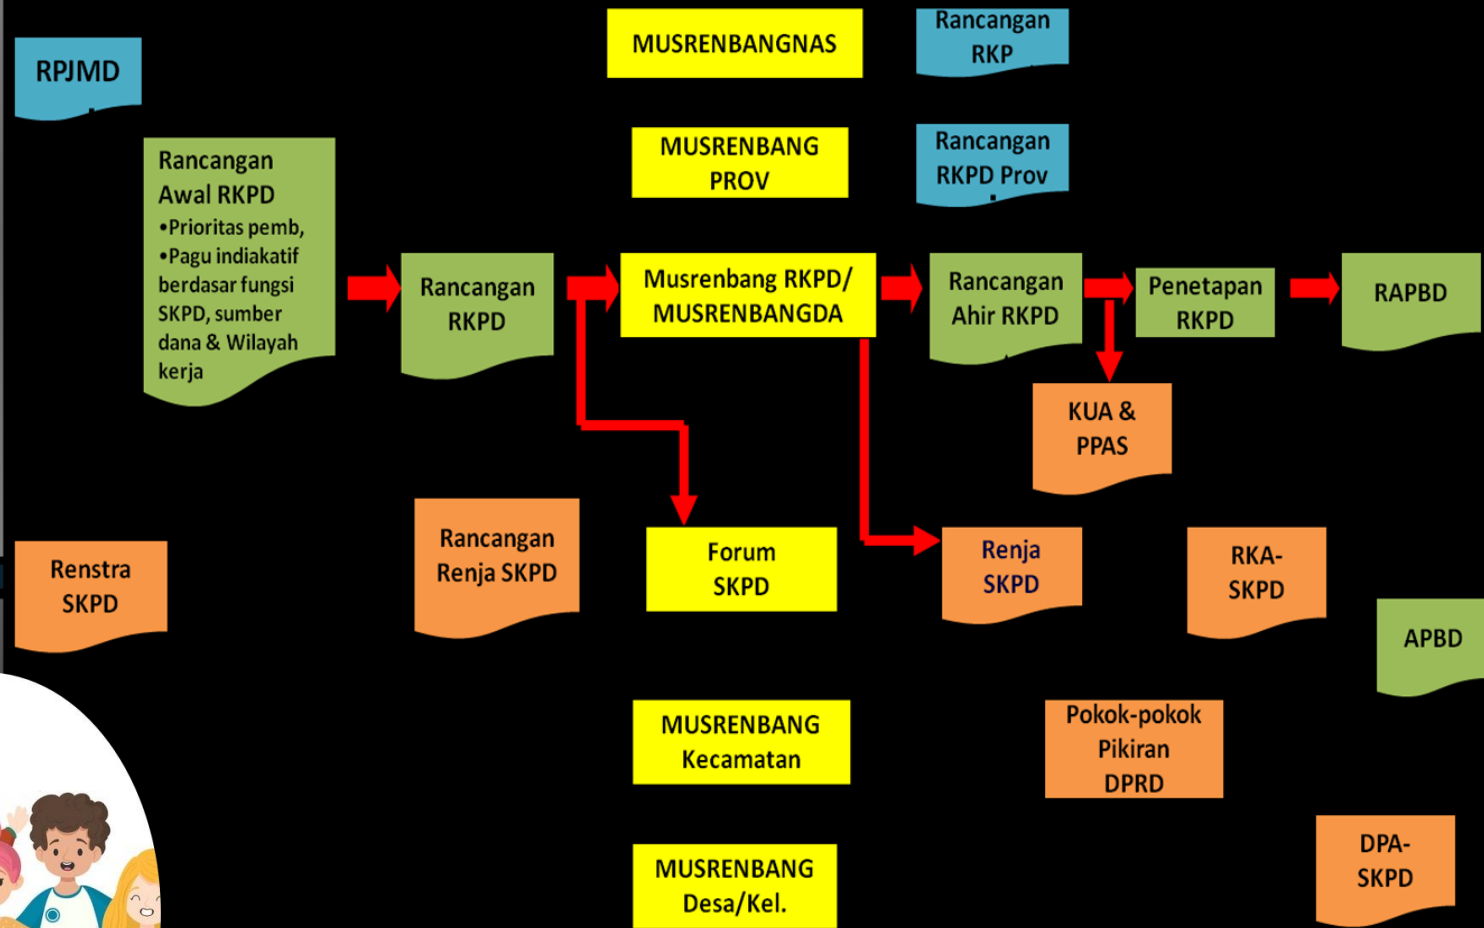 RPJMD
MUSRENBANGNAS
Rancangan
RKP
MUSRENBANG
PROV
Rancangan
RKPD Prov
Rancangan
Awal RKPD
•Prioritas pemb,
•Pagu indiakatif
berdasar fungsi
SKPD, sumber
dana & Wilayah
kerja
Rancangan
RKPD
Musrenbang RKPD/
MUSRENBANGDA
Rancangan
Ahir RKPD
Penetapan
RKPD
RAPBD
KUA &
PPAS
Renstra
SKPD
Rancangan
Renja SKPD
Forum
SKPD
Renja
SKPD
RKA-
SKPD
APBD
MUSRENBANG
Kecamatan
Pokok-pokok
Pikiran
DPRD
MUSRENBANG
Desa/Kel.
DPA-
SKPD